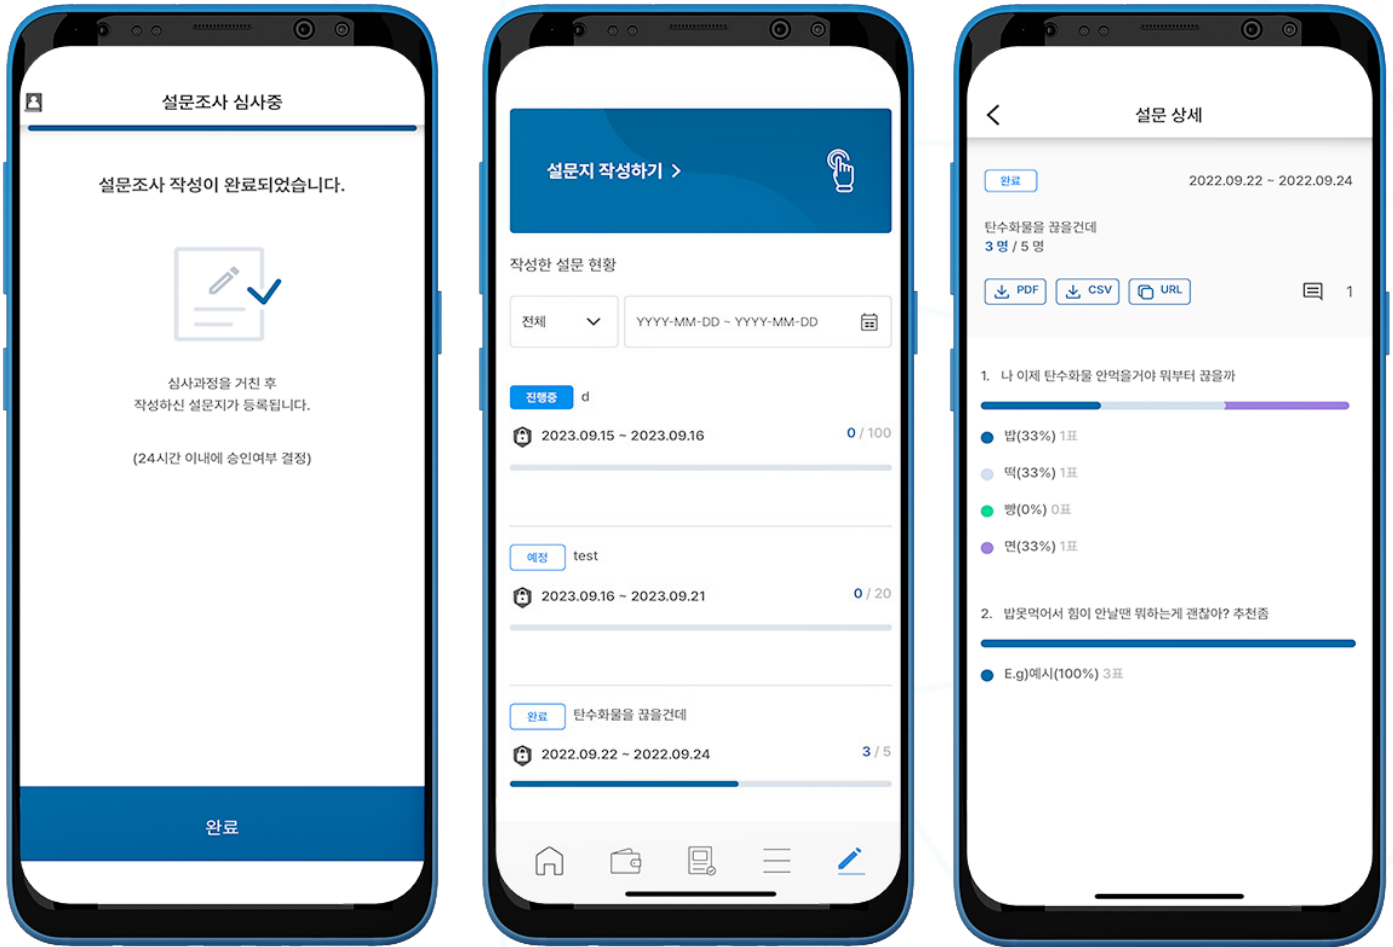 설문조사 심사중
설문조사 작성이 완료되었습니다.
심사과정을 거친 후
작성하신 설문지가 등록됩니다.
(24시간 이내에 승인여부 결정)
완료
설문지 작성하기 >
작성한 설문 현황
전체
YYYY-MM-DD ~ YYYY-MM-DD
진행중 d
2023.09.15 ~ 2023.09.16 0 / 100
예정 test
2023.09.16 ~ 2023.09.21 0 / 20
완료 탄수화물을 끊을건데
2022.09.22 ~ 2022.09.24 3 / 5
설문 상세
완료 2022.09.22 ~ 2022.09.24
탄수화물을 끊을건데
3 명 / 5 명
PDF CSV URL 1
1. 나 이제 탄수화물 안먹을거야 뭐부터 끊을까
밥(33%) 1표
떡(33%) 1표
빵(0%) 0표
면(33%) 1표
2. 밥못먹어서 힘이 안날땐 뭐하는게 괜찮아? 추천좀
E.g)예시(100%) 3표